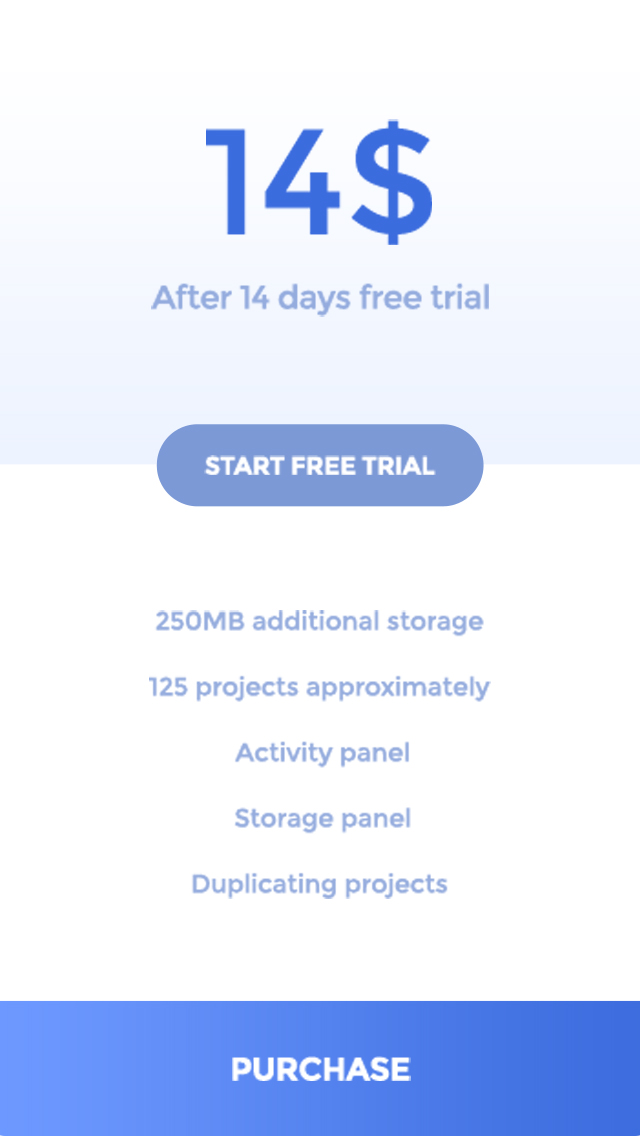 14$
After 14 days free trial
START FREE TRIAL
250MB additional storage
125 projects approximately
Activity panel
Storage panel
Duplicating projects
PURCHASE